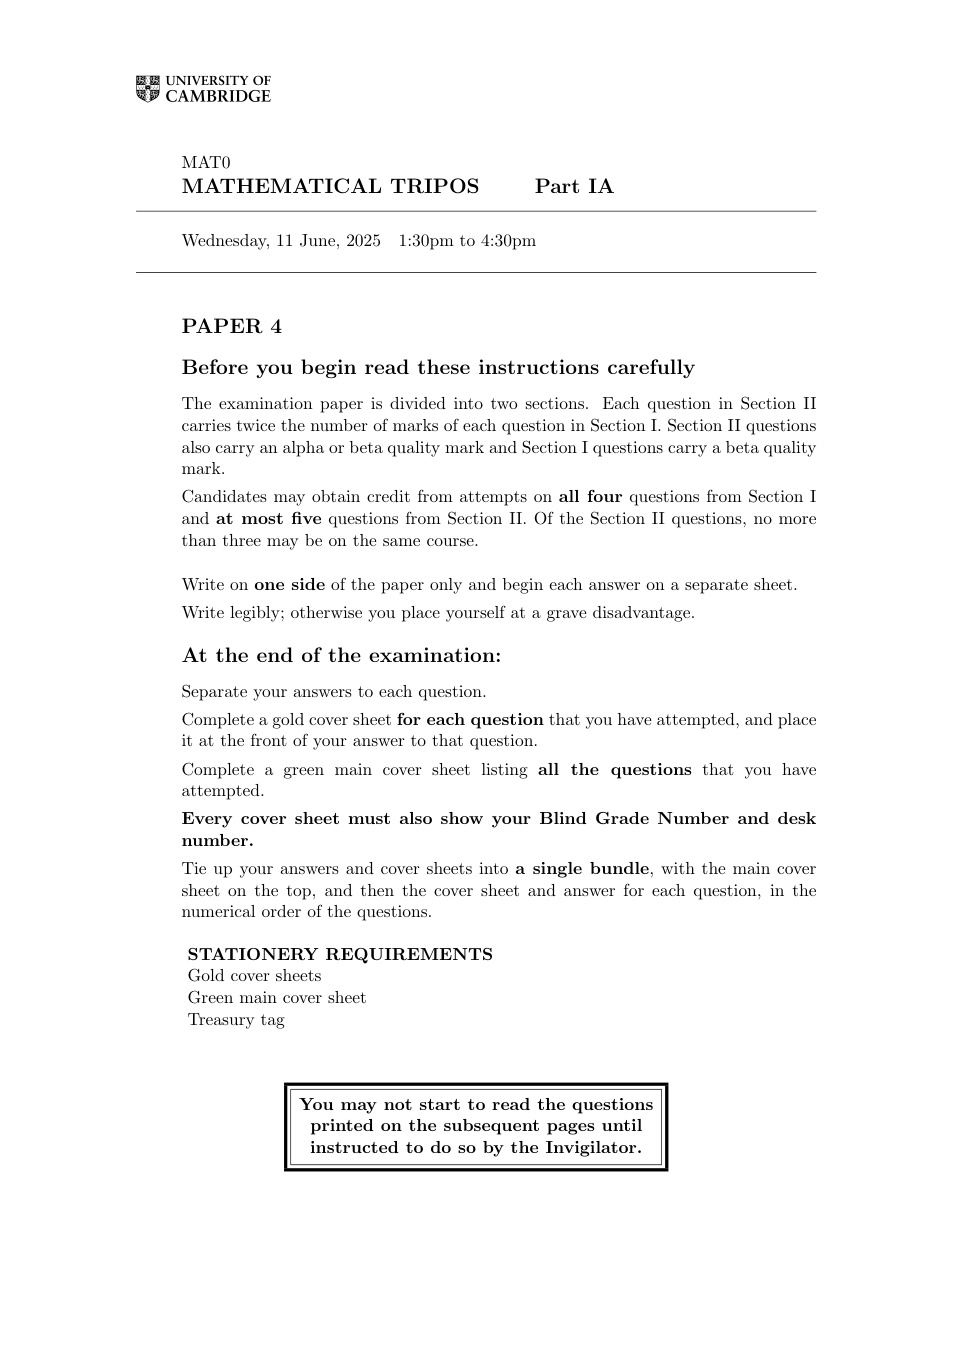 UNIVERSITY OF
CAMBRIDGE
MAT0
MATHEMATICAL TRIPOS Part IA
Wednesday, 11 June, 2025 1:30pm to 4:30pm
PAPER 4
Before you begin read these instructions carefully
The examination paper is divided into two sections. Each question in Section II
carries twice the number of marks of each question in Section I. Section II questions
also carry an alpha or beta quality mark and Section I questions carry a beta quality
mark.
Candidates may obtain credit from attempts on all four questions from Section I
and at most five questions from Section II. Of the Section II questions, no more
than three may be on the same course.
Write on one side of the paper only and begin each answer on a separate sheet.
Write legibly; otherwise you place yourself at a grave disadvantage.
At the end of the examination:
Separate your answers to each question.
Complete a gold cover sheet for each question that you have attempted, and place
it at the front of your answer to that question.
Complete a green main cover sheet listing all the questions that you have
attempted.
Every cover sheet must also show your Blind Grade Number and desk
number.
Tie up your answers and cover sheets into a single bundle, with the main cover
sheet on the top, and then the cover sheet and answer for each question, in the
numerical order of the questions.
STATIONERY REQUIREMENTS
Gold cover sheets
Green main cover sheet
Treasury tag
You may not start to read the questions
printed on the subsequent pages until
instructed to do so by the Invigilator.